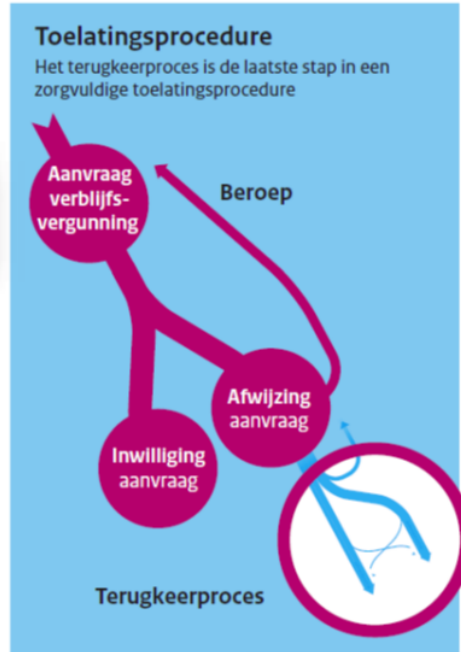 Toelatingsprocedure
Het terugkeerproces is de laatste stap in een
zorgvuldige toelatingsprocedure
Aanvraag
verblijfs-
vergunning
Beroep
Afwijzing
aanvraag
Inwilliging
aanvraag
Terugkeerproces